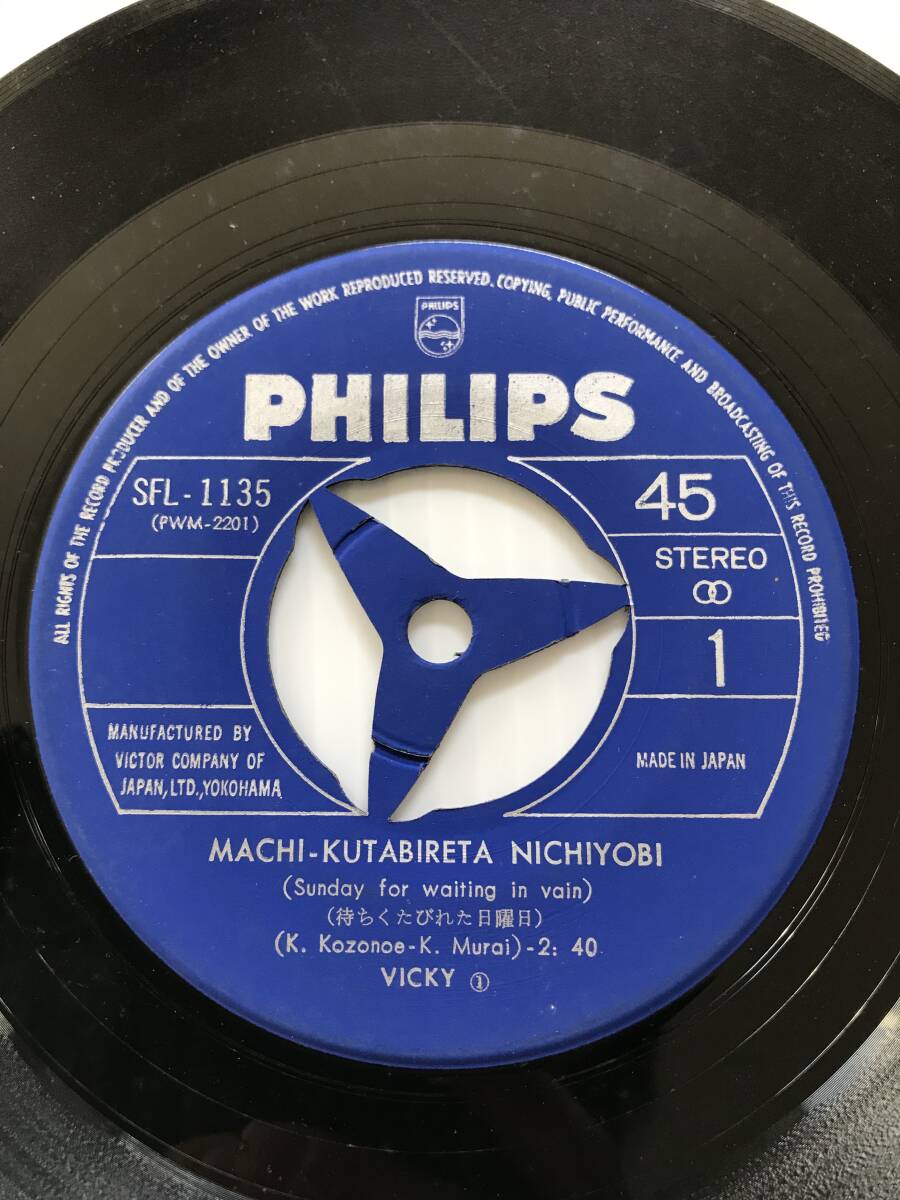 ALL RIGHTS OF THE RECORD PRODUCER AND OF THE OWNER OF THE WORK REPRODUCED RESERVED. COPYING, PUBLIC PERFORMANCE AND BROADCASTING OF THIS RECORD PROHIBITED
PHILIPS
PHILIPS
SFL-1135
(PWM-2201)
45
STEREO
1
MANUFACTURED BY
VICTOR COMPANY OF
JAPAN, LTD., YOKOHAMA
MADE IN JAPAN
MACHI-KUTABIRETA NICHIYOBI
(Sunday for waiting in vain)
(待ちくたびれた日曜日)
(K. Kozonoe-K. Murai)-2: 40
VICKY ①